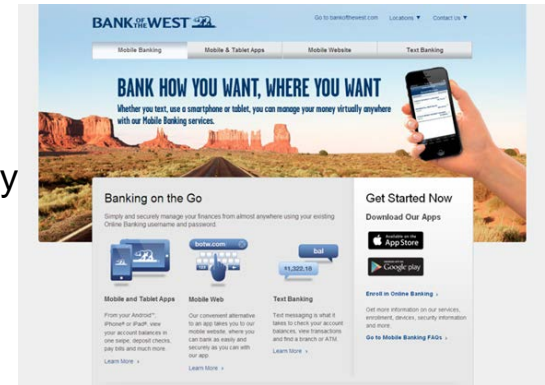 BANK OF THE WEST
Go to bankofthewest.com Locations Contact Us
Mobile Banking Mobile & Tablet Apps Mobile Website Text Banking
BANK HOW YOU WANT, WHERE YOU WANT
Whether you text, use a smartphone or tablet, you can manage your money virtually anywhere
with our Mobile Banking services.
y
Banking on the Go
Simply and securely manage your finances from almost anywhere using your existing
Online Banking username and password.
botw.com
bal
$1,322.18
Mobile and Tablet Apps
From your Android™,
iPhone® or iPad®, view
your account balances in
one swipe, deposit checks,
pay bills and much more.
Learn More
Mobile Web
Our convenient alternative
to an app takes you to our
mobile website, where you
can bank as easily and
securely as you can with
our app.
Learn More
Text Banking
Text messaging is what it
takes to check your account
balances, view transactions
and find a branch or ATM.
Learn More
Get Started Now
Download Our Apps
Available on the
App Store
Google play
Enroll in Online Banking
Get more information on our services,
enrollment, devices, security information
and more.
Go to Mobile Banking FAQs